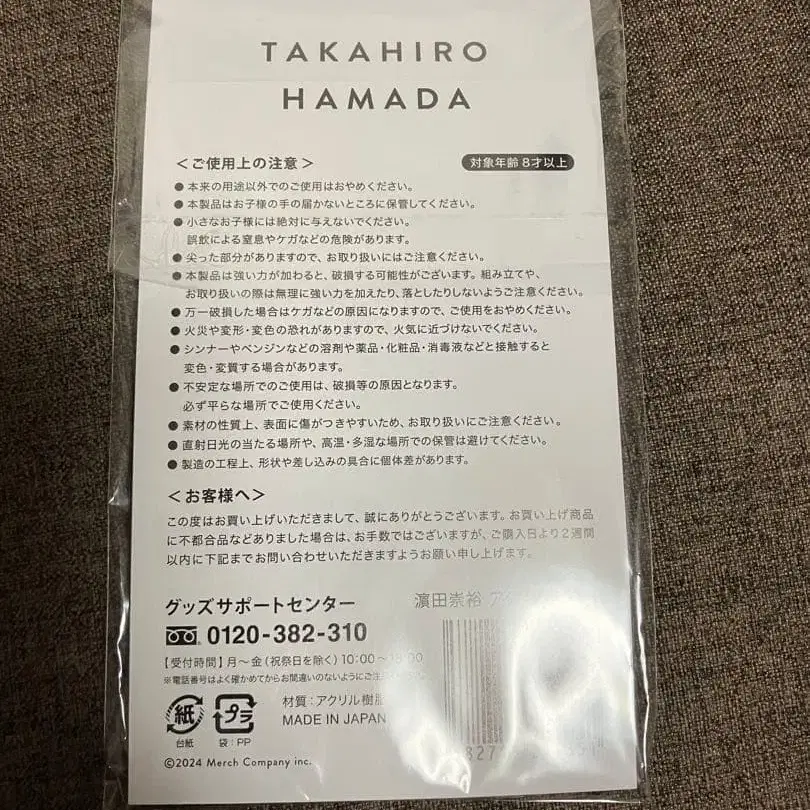 TAKAHIRO
HAMADA
＜ご使用上の注意＞
対象年齢8才以上
●本来の用途以外でのご使用はおやめください。
●本製品はお子様の手の届かないところに保管してください。
●小さなお子様には絶対に与えないでください。
誤飲による窒息やケガなどの危険があります。
●尖った部分がありますので、お取り扱いにはご注意ください。
●本製品は強い力が加わると、破損する可能性がございます。組み立てや、
お取り扱いの際は無理に強い力を加えたり、落としたりしないようご注意ください。
●万一破損した場合はケガなどの原因になりますので、ご使用をおやめください。
●火災や変形・変色の恐れがありますので、火気に近づけないでください。
●シンナーやベンジンなどの溶剤や薬品・化粧品・消毒液などと接触すると
変色・変質する場合があります。
●不安定な場所でのご使用は、破損等の原因となります。
必ず平らな場所でご使用ください。
●素材の性質上、表面に傷がつきやすいため、お取り扱いにご注意ください。
●直射日光の当たる場所や、高温・多湿な場所での保管は避けてください。
●製造の工程上、形状や差し込みの具合に個体差があります。
＜お客様へ＞
この度はお買い上げいただきまして、誠にありがとうございます。お買い上げ商品
に不都合品などありました場合は、お手数ではございますが、ご購入日より2週間
以内に下記までお問い合わせいただきますようお願い申し上げます。
グッズサポートセンター
0120-382-310
【受付時間】月〜金(祝祭日を除く)10:00〜18:00
※電話番号はよく確かめてからお間違いのないようにご
濵田崇裕
紙
台紙
プラ
袋：PP
材質：アクリル樹脂
MADE IN JAPAN
©2024 Merch Company inc.